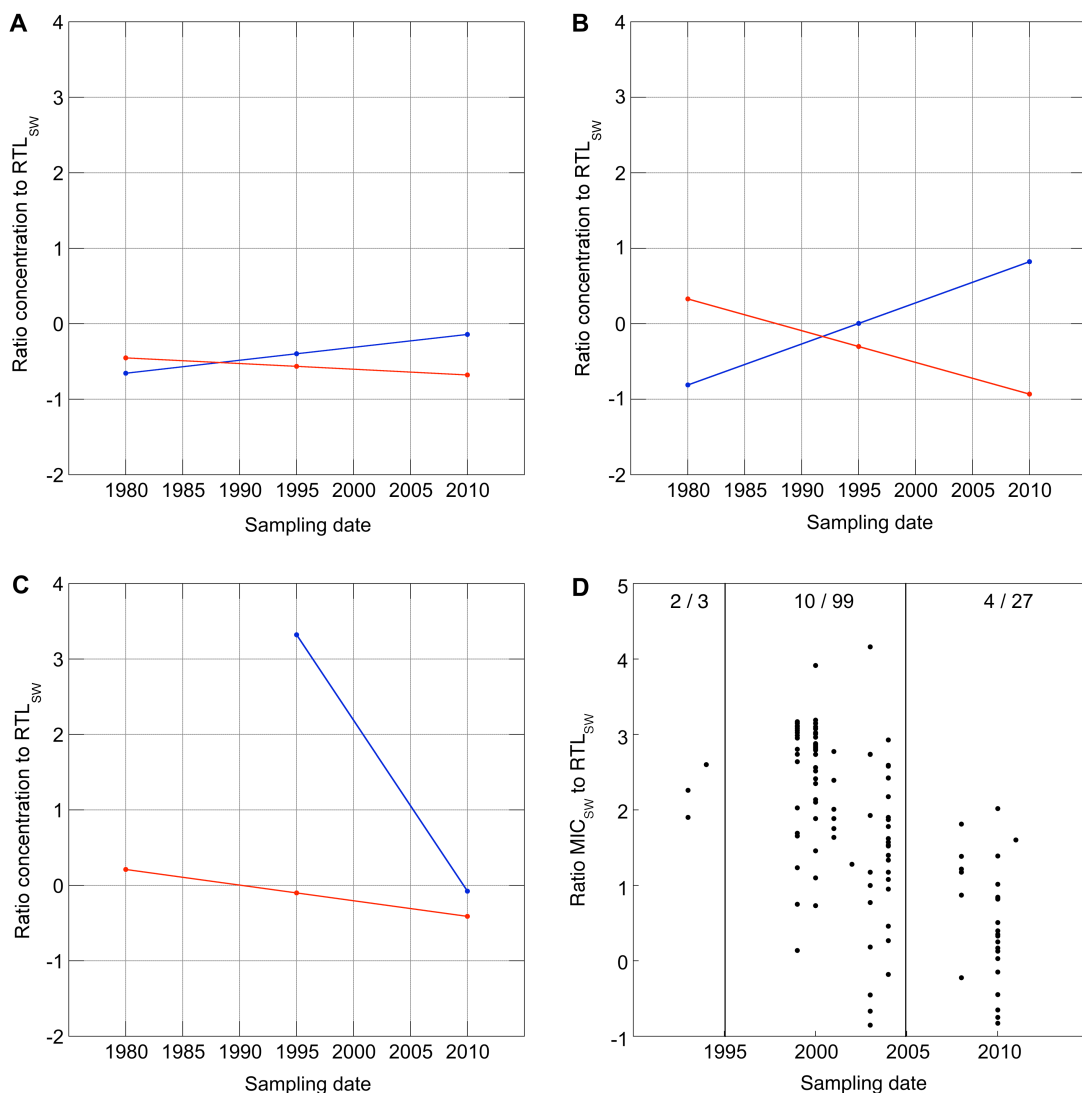 A
4
3
2
1
0
-1
-2
1980 1985 1990 1995 2000 2005 2010
Sampling date
Ratio concentration to RTLSW
B
4
3
2
1
0
-1
-2
1980 1985 1990 1995 2000 2005 2010
Sampling date
Ratio concentration to RTLSW
C
4
3
2
1
0
-1
-2
1980 1985 1990 1995 2000 2005 2010
Sampling date
Ratio concentration to RTLSW
D
2 / 3 10 / 99 4 / 27
5
4
3
2
1
0
-1
1995 2000 2005 2010
Sampling date
Ratio MICSW to RTLSW